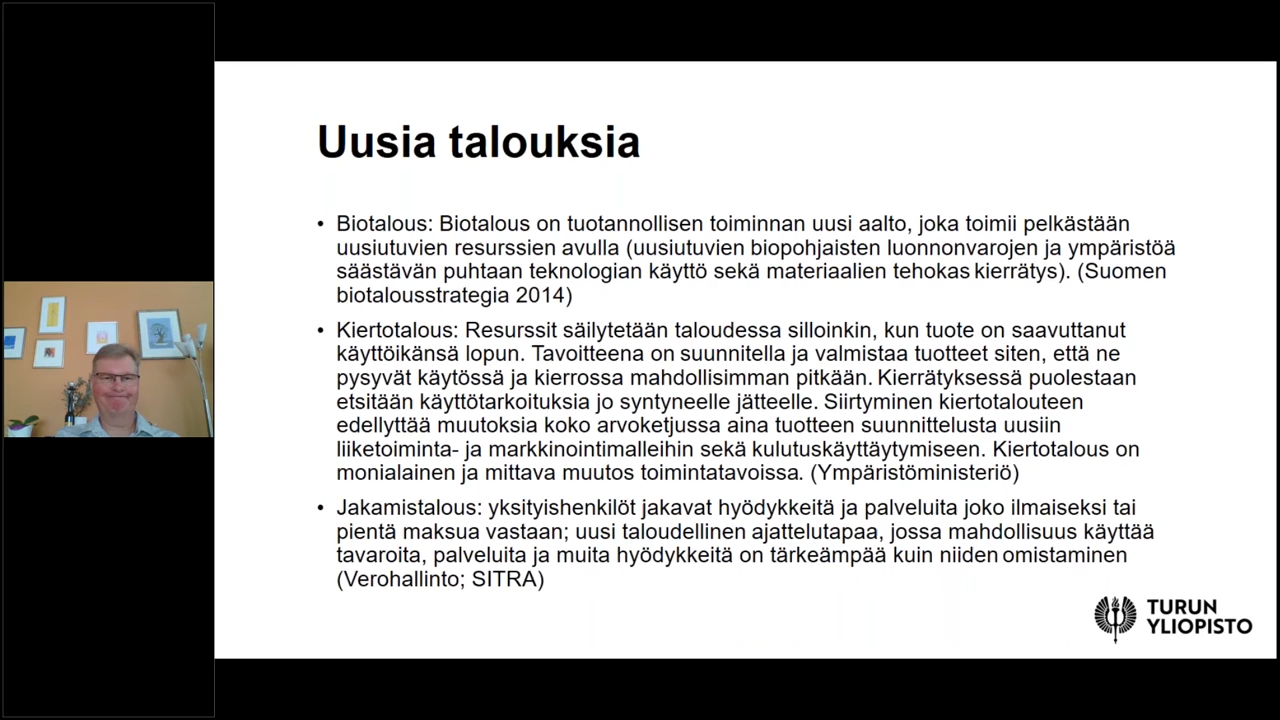 Uusia talouksia
• Biotalous: Biotalous on tuotannollisen toiminnan uusi aalto, joka toimii pelkästään
uusiutuvien resurssien avulla (uusiutuvien biopohjaisten luonnonvarojen ja ympäristöä
säästävän puhtaan teknologian käyttö sekä materiaalien tehokas kierrätys). (Suomen
biotalousstrategia 2014)
• Kiertotalous: Resurssit säilytetään taloudessa silloinkin, kun tuote on saavuttanut
käyttöikänsä lopun. Tavoitteena on suunnitella ja valmistaa tuotteet siten, että ne
pysyvät käytössä ja kierrossa mahdollisimman pitkään. Kierrätyksessä puolestaan
etsitään käyttötarkoituksia jo syntyneelle jätteelle. Siirtyminen kiertotalouteen
edellyttää muutoksia koko arvoketjussa aina tuotteen suunnittelusta uusiin
liiketoiminta- ja markkinointimalleihin sekä kulutuskäyttäytymiseen. Kiertotalous on
monialainen ja mittava muutos toimintatavoissa. (Ympäristöministeriö)
• Jakamistalous: yksityishenkilöt jakavat hyödykkeitä ja palveluita joko ilmaiseksi tai
pientä maksua vastaan; uusi taloudellinen ajattelutapaa, jossa mahdollisuus käyttää
tavaroita, palveluita ja muita hyödykkeitä on tärkeämpää kuin niiden omistaminen
(Verohallinto; SITRA)
TURUN
YLIOPISTO